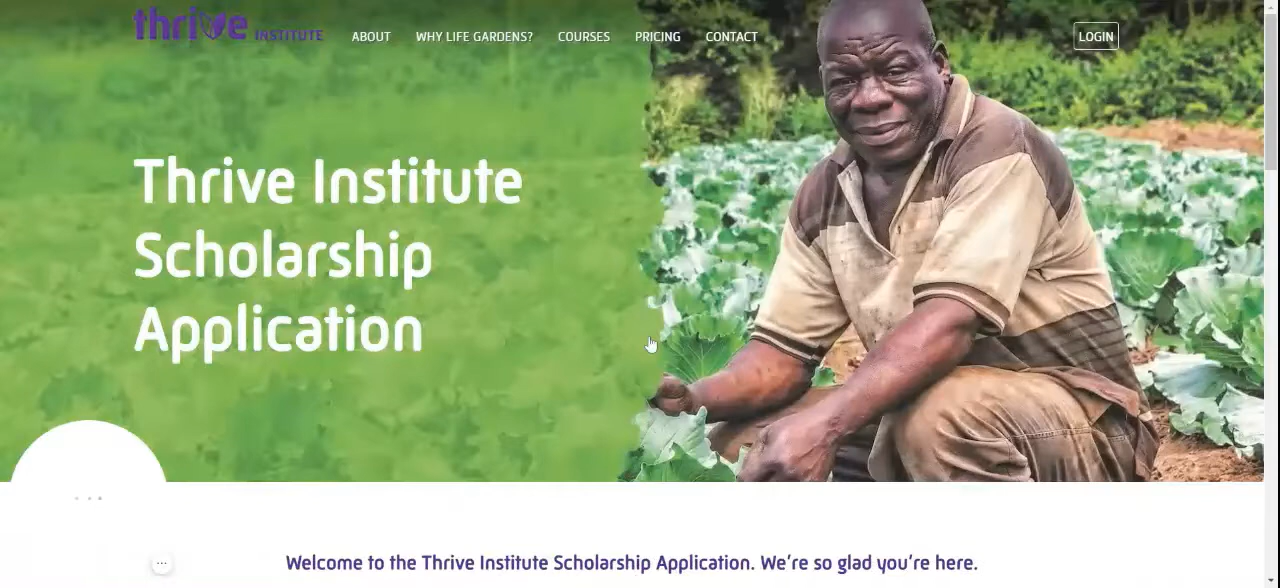 thrive INSTITUTE
ABOUT
WHY LIFE GARDENS?
COURSES
PRICING
CONTACT
LOGIN
Thrive Institute
Scholarship
Application
Welcome to the Thrive Institute Scholarship Application. We're so glad you're here.